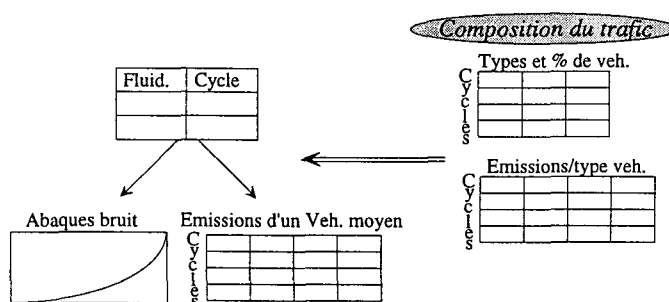 Composition du trafic
Types et % de veh.
Cycles
Fluid. Cycle
Emissions/type veh.
Cycles
Abaques bruit
Emissions d'un Veh. moyen
Cycles